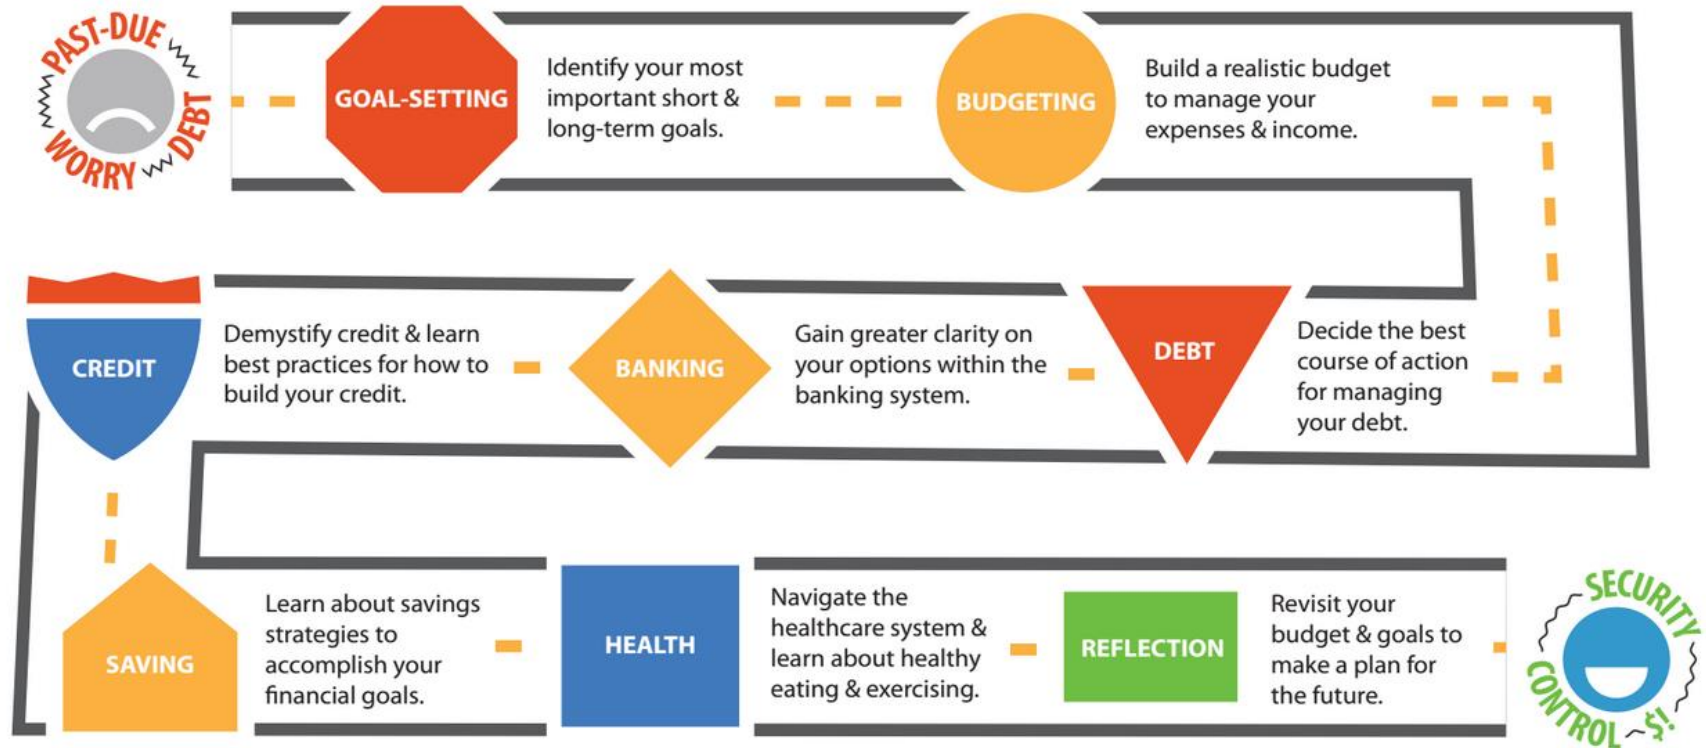 PAST-DUE
DEBT
WORRY
GOAL-SETTING
Identify your most
important short &
long-term goals.
BUDGETING
Build a realistic budget
to manage your
expenses & income.
DEBT
Decide the best
course of action
for managing
your debt.
BANKING
Gain greater clarity on
your options within the
banking system.
CREDIT
Demystify credit & learn
best practices for how to
build your credit.
SAVING
Learn about savings
strategies to
accomplish your
financial goals.
HEALTH
Navigate the
healthcare system &
learn about healthy
eating & exercising.
REFLECTION
Revisit your
budget & goals to
make a plan for
the future.
SECURITY
CONTROL
$!